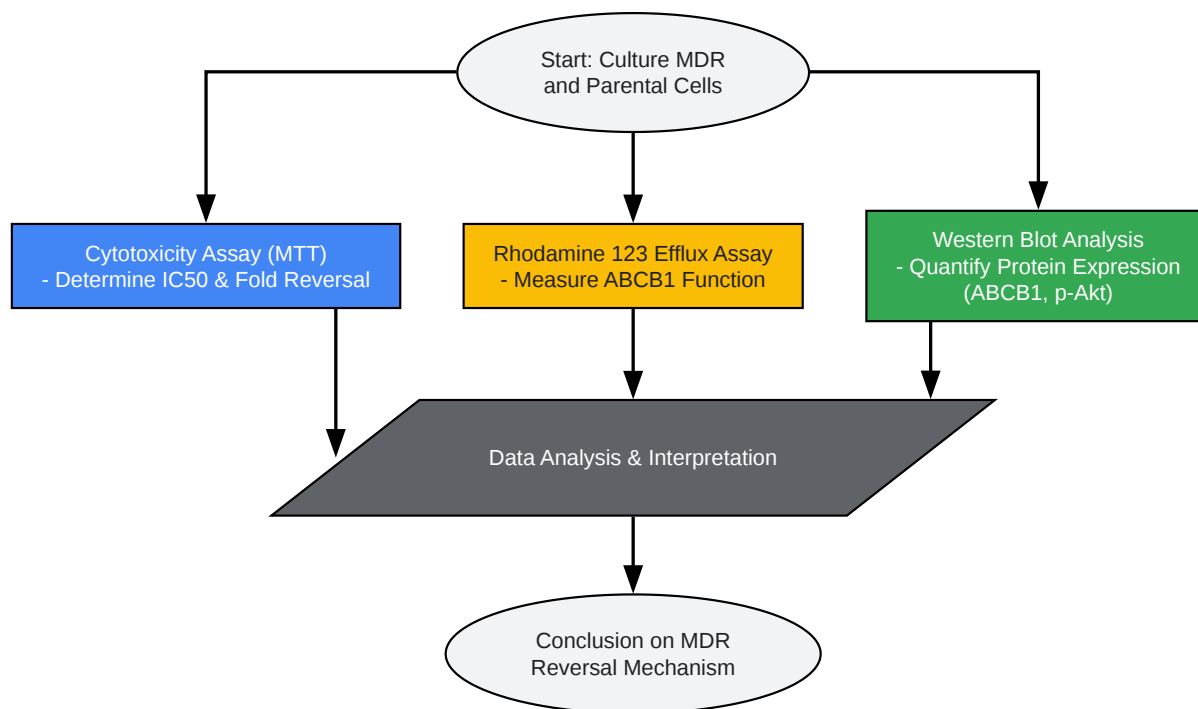 Start: Culture MDR
and Parental Cells
Cytotoxicity Assay (MTT)
- Determine IC50 & Fold Reversal
Rhodamine 123 Efflux Assay
- Measure ABCB1 Function
Western Blot Analysis
- Quantify Protein Expression
(ABCB1, p-Akt)
Data Analysis & Interpretation
Conclusion on MDR
Reversal Mechanism